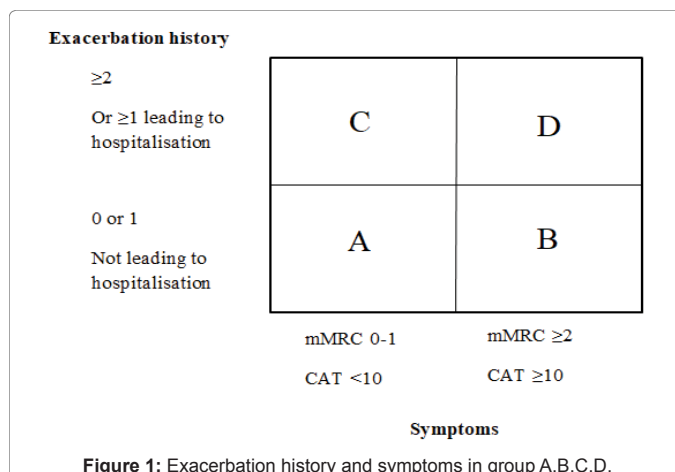 Exacerbation history
≥2
Or ≥1 leading to
hospitalisation
C
D
0 or 1
Not leading to
hospitalisation
A
B
mMRC 0-1
mMRC ≥2
CAT <10
CAT ≥10
Symptoms
Figure 1: Exacerbation history and symptoms in group A,B,C,D.